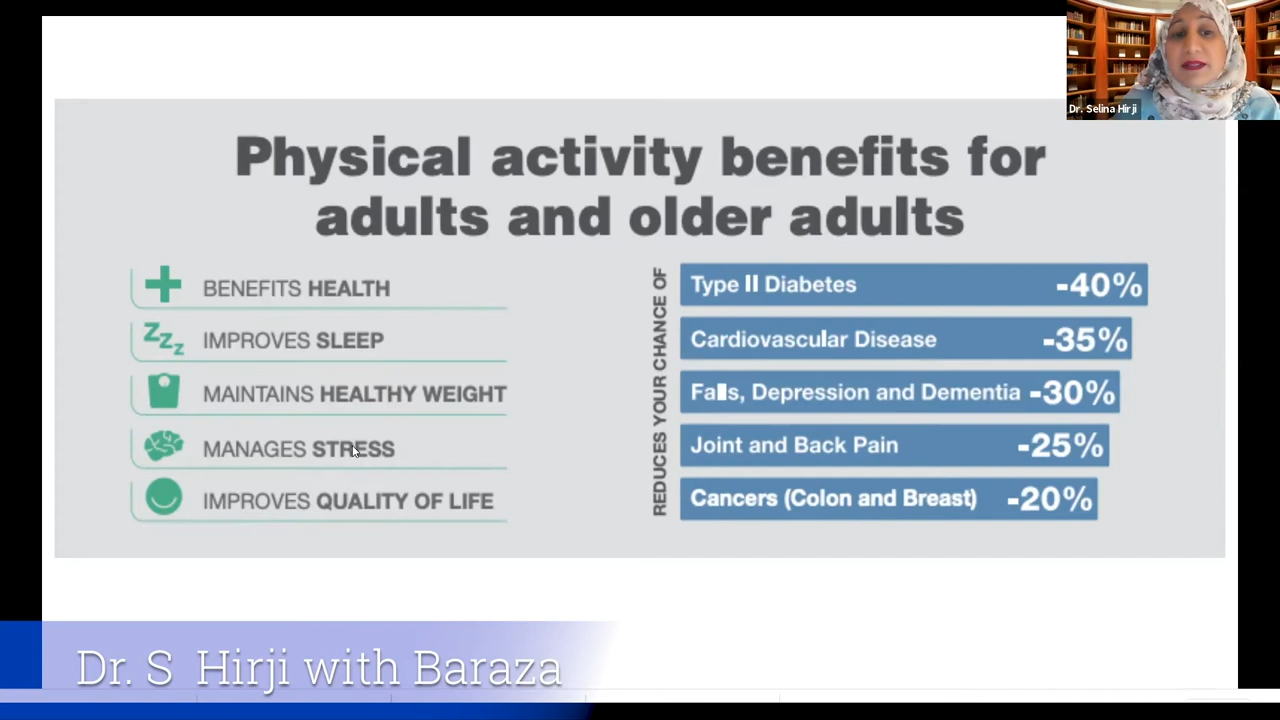 Dr. Selina Hirji
Physical activity benefits for
adults and older adults
BENEFITS HEALTH
Zzz IMPROVES SLEEP
MAINTAINS HEALTHY WEIGHT
MANAGES STRESS
IMPROVES QUALITY OF LIFE
REDUCES YOUR CHANCE OF
Type II Diabetes -40%
Cardiovascular Disease -35%
Falls, Depression and Dementia -30%
Joint and Back Pain -25%
Cancers (Colon and Breast) -20%
Dr. S Hirji with Baraza